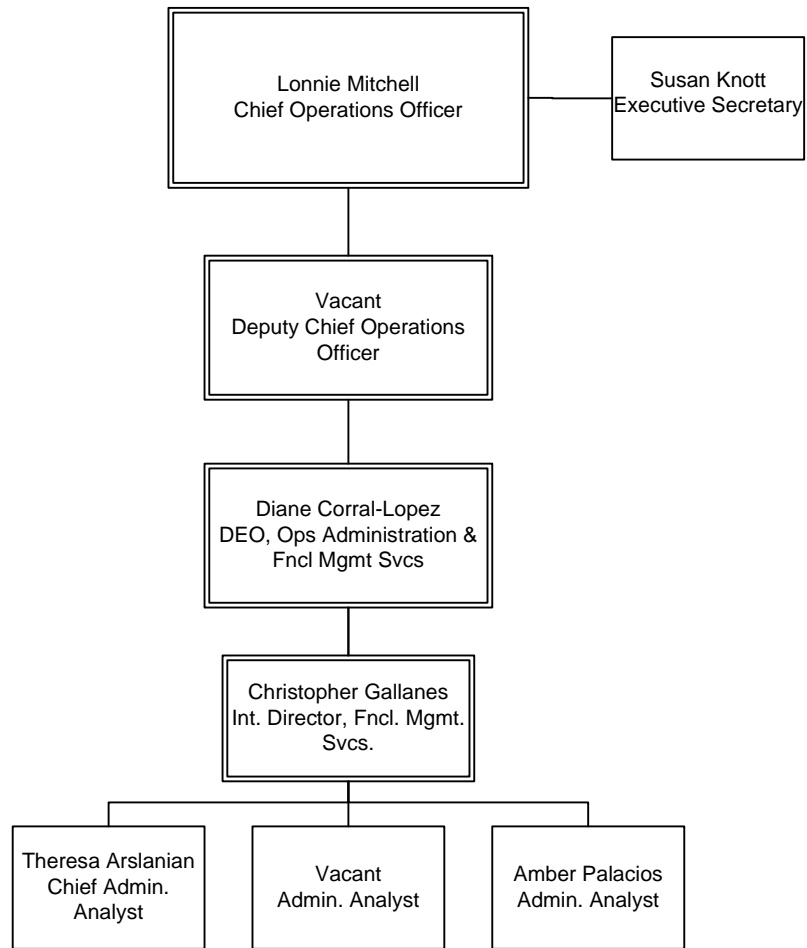 Lonnie Mitchell
Chief Operations Officer
Susan Knott
Executive Secretary
Vacant
Deputy Chief Operations
Officer
Diane Corral-Lopez
DEO, Ops Administration &
Fncl Mgmt Svcs
Christopher Gallanes
Int. Director, Fncl. Mgmt.
Svcs.
Theresa Arslanian
Chief Admin.
Analyst
Vacant
Admin. Analyst
Amber Palacios
Admin. Analyst